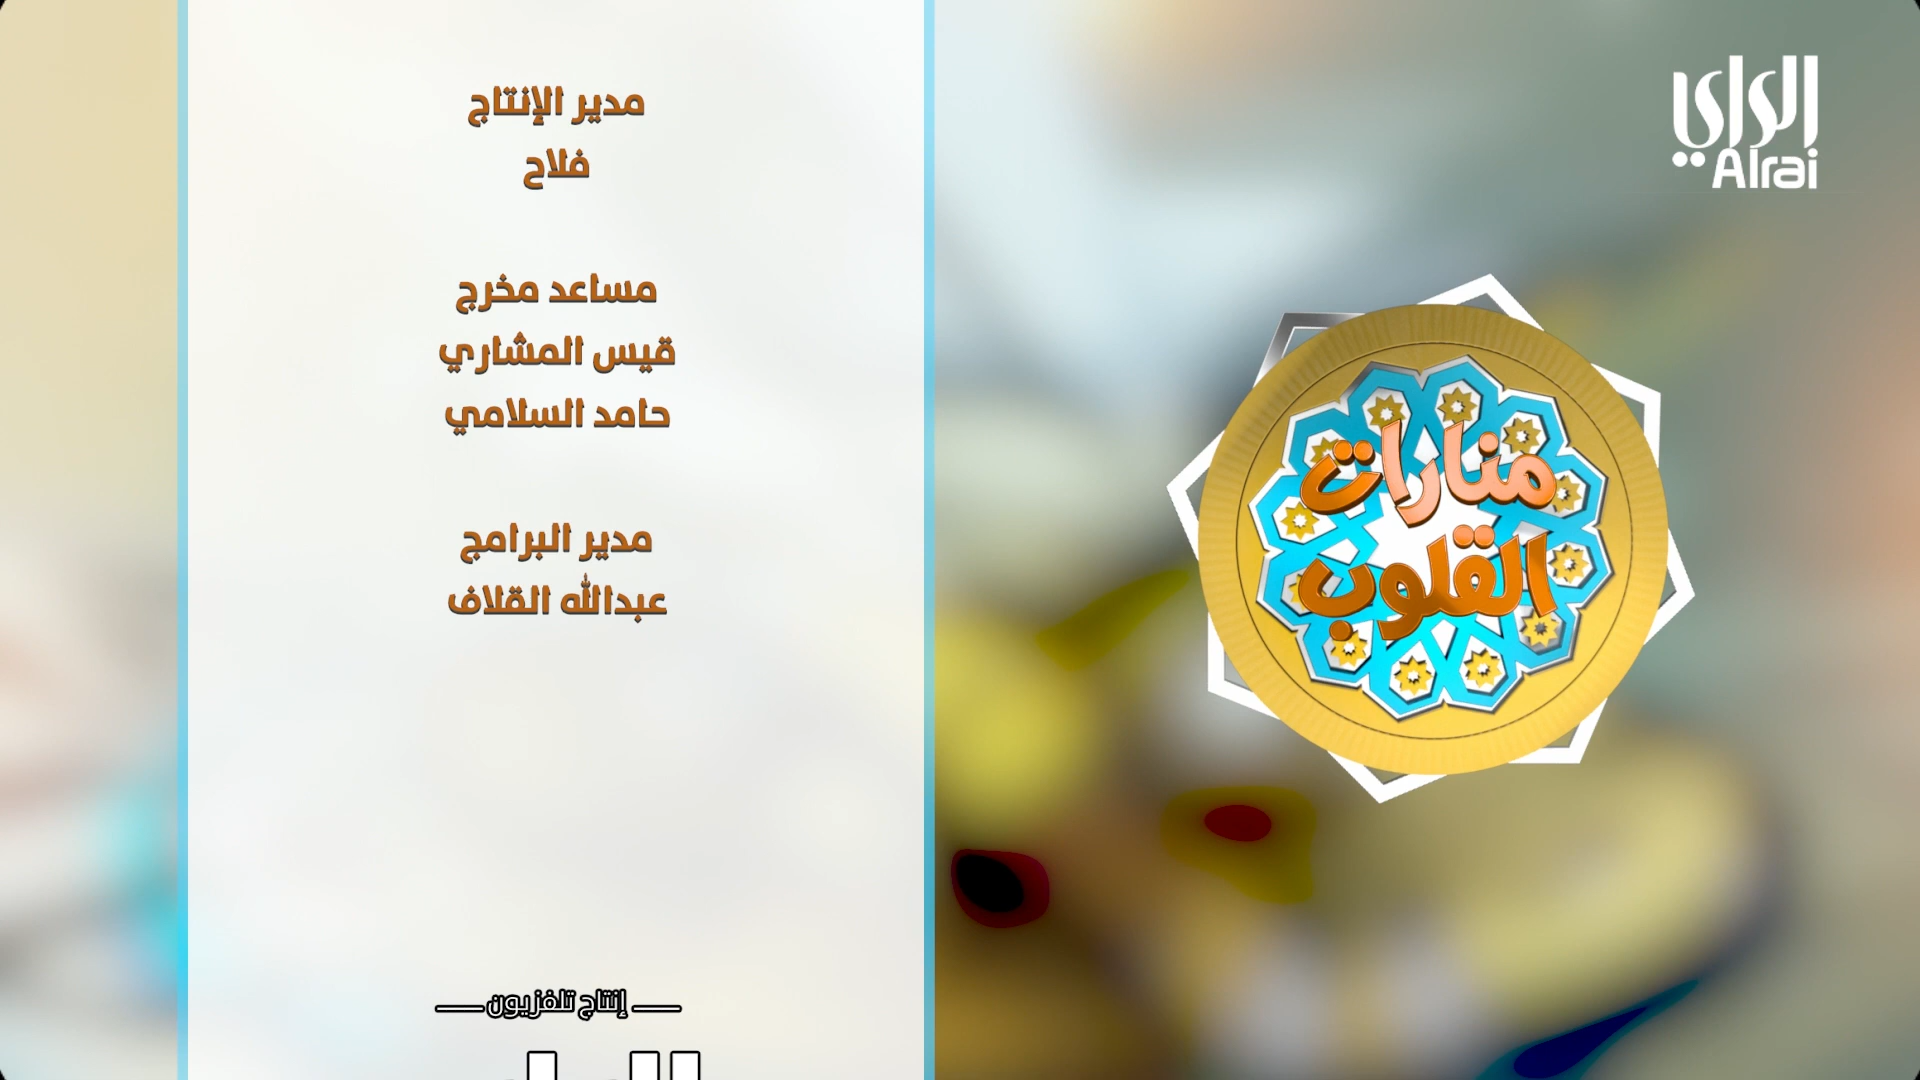 مدير الإنتاج
فلاح
مساعد مخرج
قيس المشاري
حامد السلامي
مدير البرامج
عبدالله القلاف
إنتاج تلفزيون
الراي
Alrai
منارات
القلوب